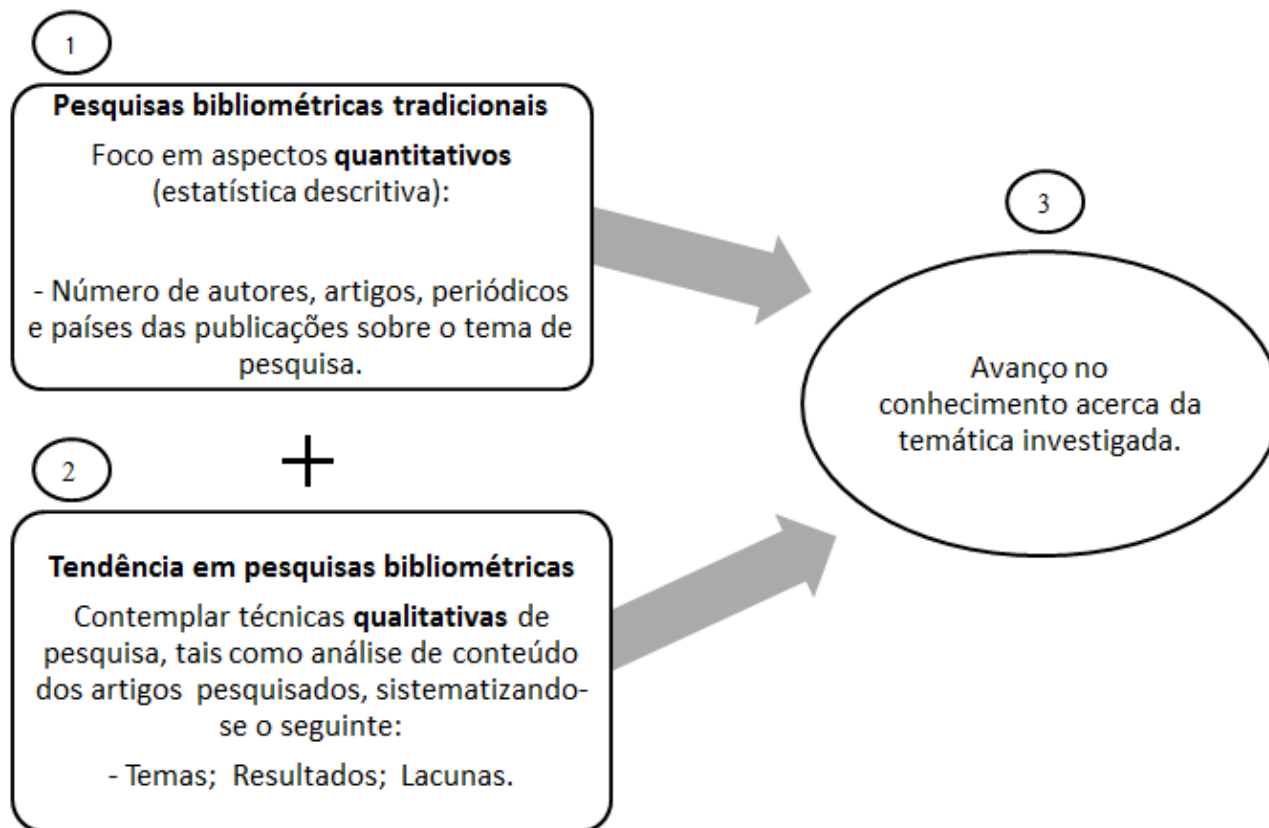 1
Pesquisas bibliométricas tradicionais
Foco em aspectos quantitativos
(estatística descritiva):
- Número de autores, artigos, periódicos
e países das publicações sobre o tema de
pesquisa.
+
2
Tendência em pesquisas bibliométricas
Contemplar técnicas qualitativas de
pesquisa, tais como análise de conteúdo
dos artigos pesquisados, sistematizando-
se o seguinte:
- Temas; Resultados; Lacunas.
3
Avanço no
conhecimento acerca da
temática investigada.